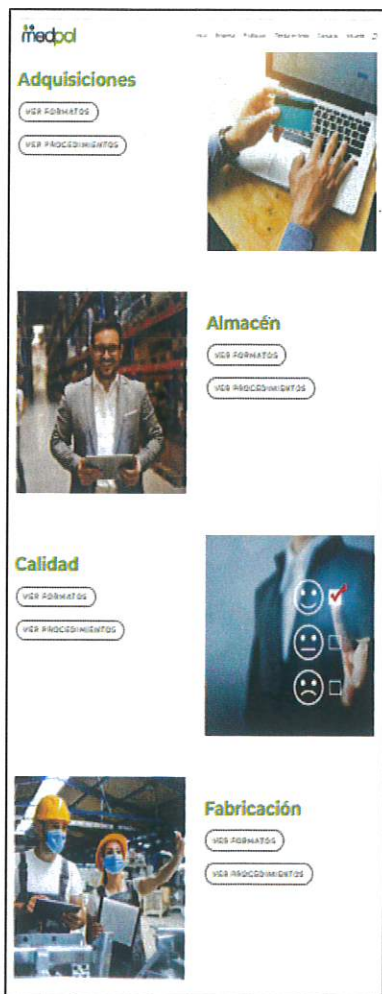 medpol
Adquisiciones
VER FORMATOS
VER PROCEDIMIENTOS
Almacén
VER FORMATOS
VER PROCEDIMIENTOS
Calidad
VER FORMATOS
VER PROCEDIMIENTOS
Fabricación
VER FORMATOS
VER PROCEDIMIENTOS